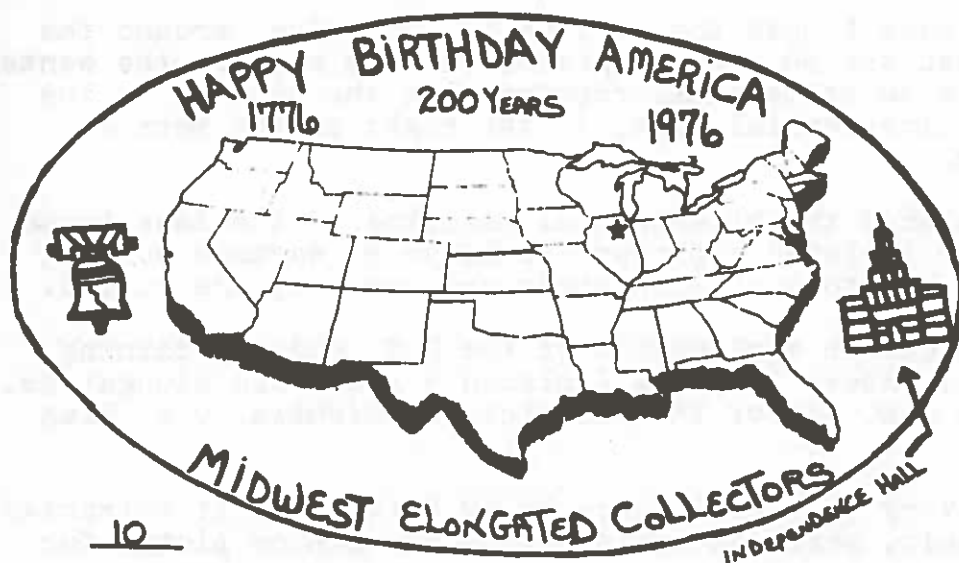 HAPPY BIRTHDAY AMERICA
1776
200 YEARS
1976
MIDWEST ELONGATED COLLECTORS
INDEPENDENCE HALL
10